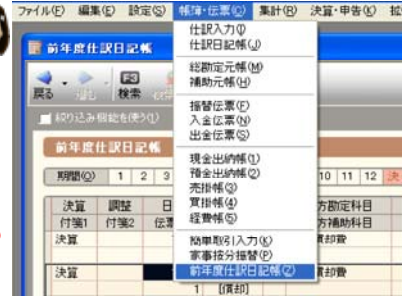 ファイル(F) 編集(E) 設定(S) 帳簿・伝票(C) 集計(R) 決算・申告(K)
前年度仕訳日記帳
仕訳入力(I)
仕訳日記帳(J)
総勘定元帳(M)
補助元帳(H)
戻る 検索
振替伝票(F)
入金伝票(N)
出金伝票(S)
絞り込み機能を使う(U)
前年度仕訳日記帳
現金出納帳(1)
預金出納帳(2)
売掛帳(3)
買掛帳(4)
経費帳(5)
期間(O) 1 2 3 10 11 12 決
決算 調整 日 方勘定科目
付箋1 付箋2 伝票 方補助科目
簡単取引入力(K)
家事按分振替(P)
前年度仕訳日記帳(Z)
決算 賞却費
決算 賞却費
1 [償却]